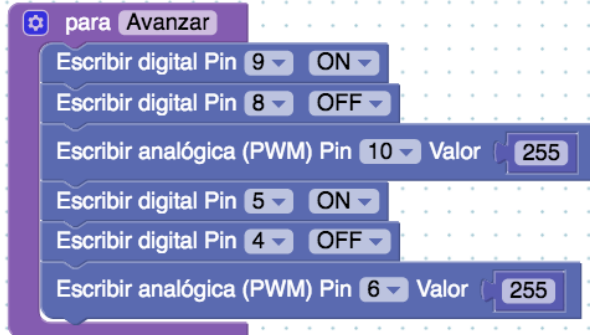 para Avanzar
Escribir digital Pin 9 ON
Escribir digital Pin 8 OFF
Escribir analógica (PWM) Pin 10 Valor 255
Escribir digital Pin 5 ON
Escribir digital Pin 4 OFF
Escribir analógica (PWM) Pin 6 Valor 255